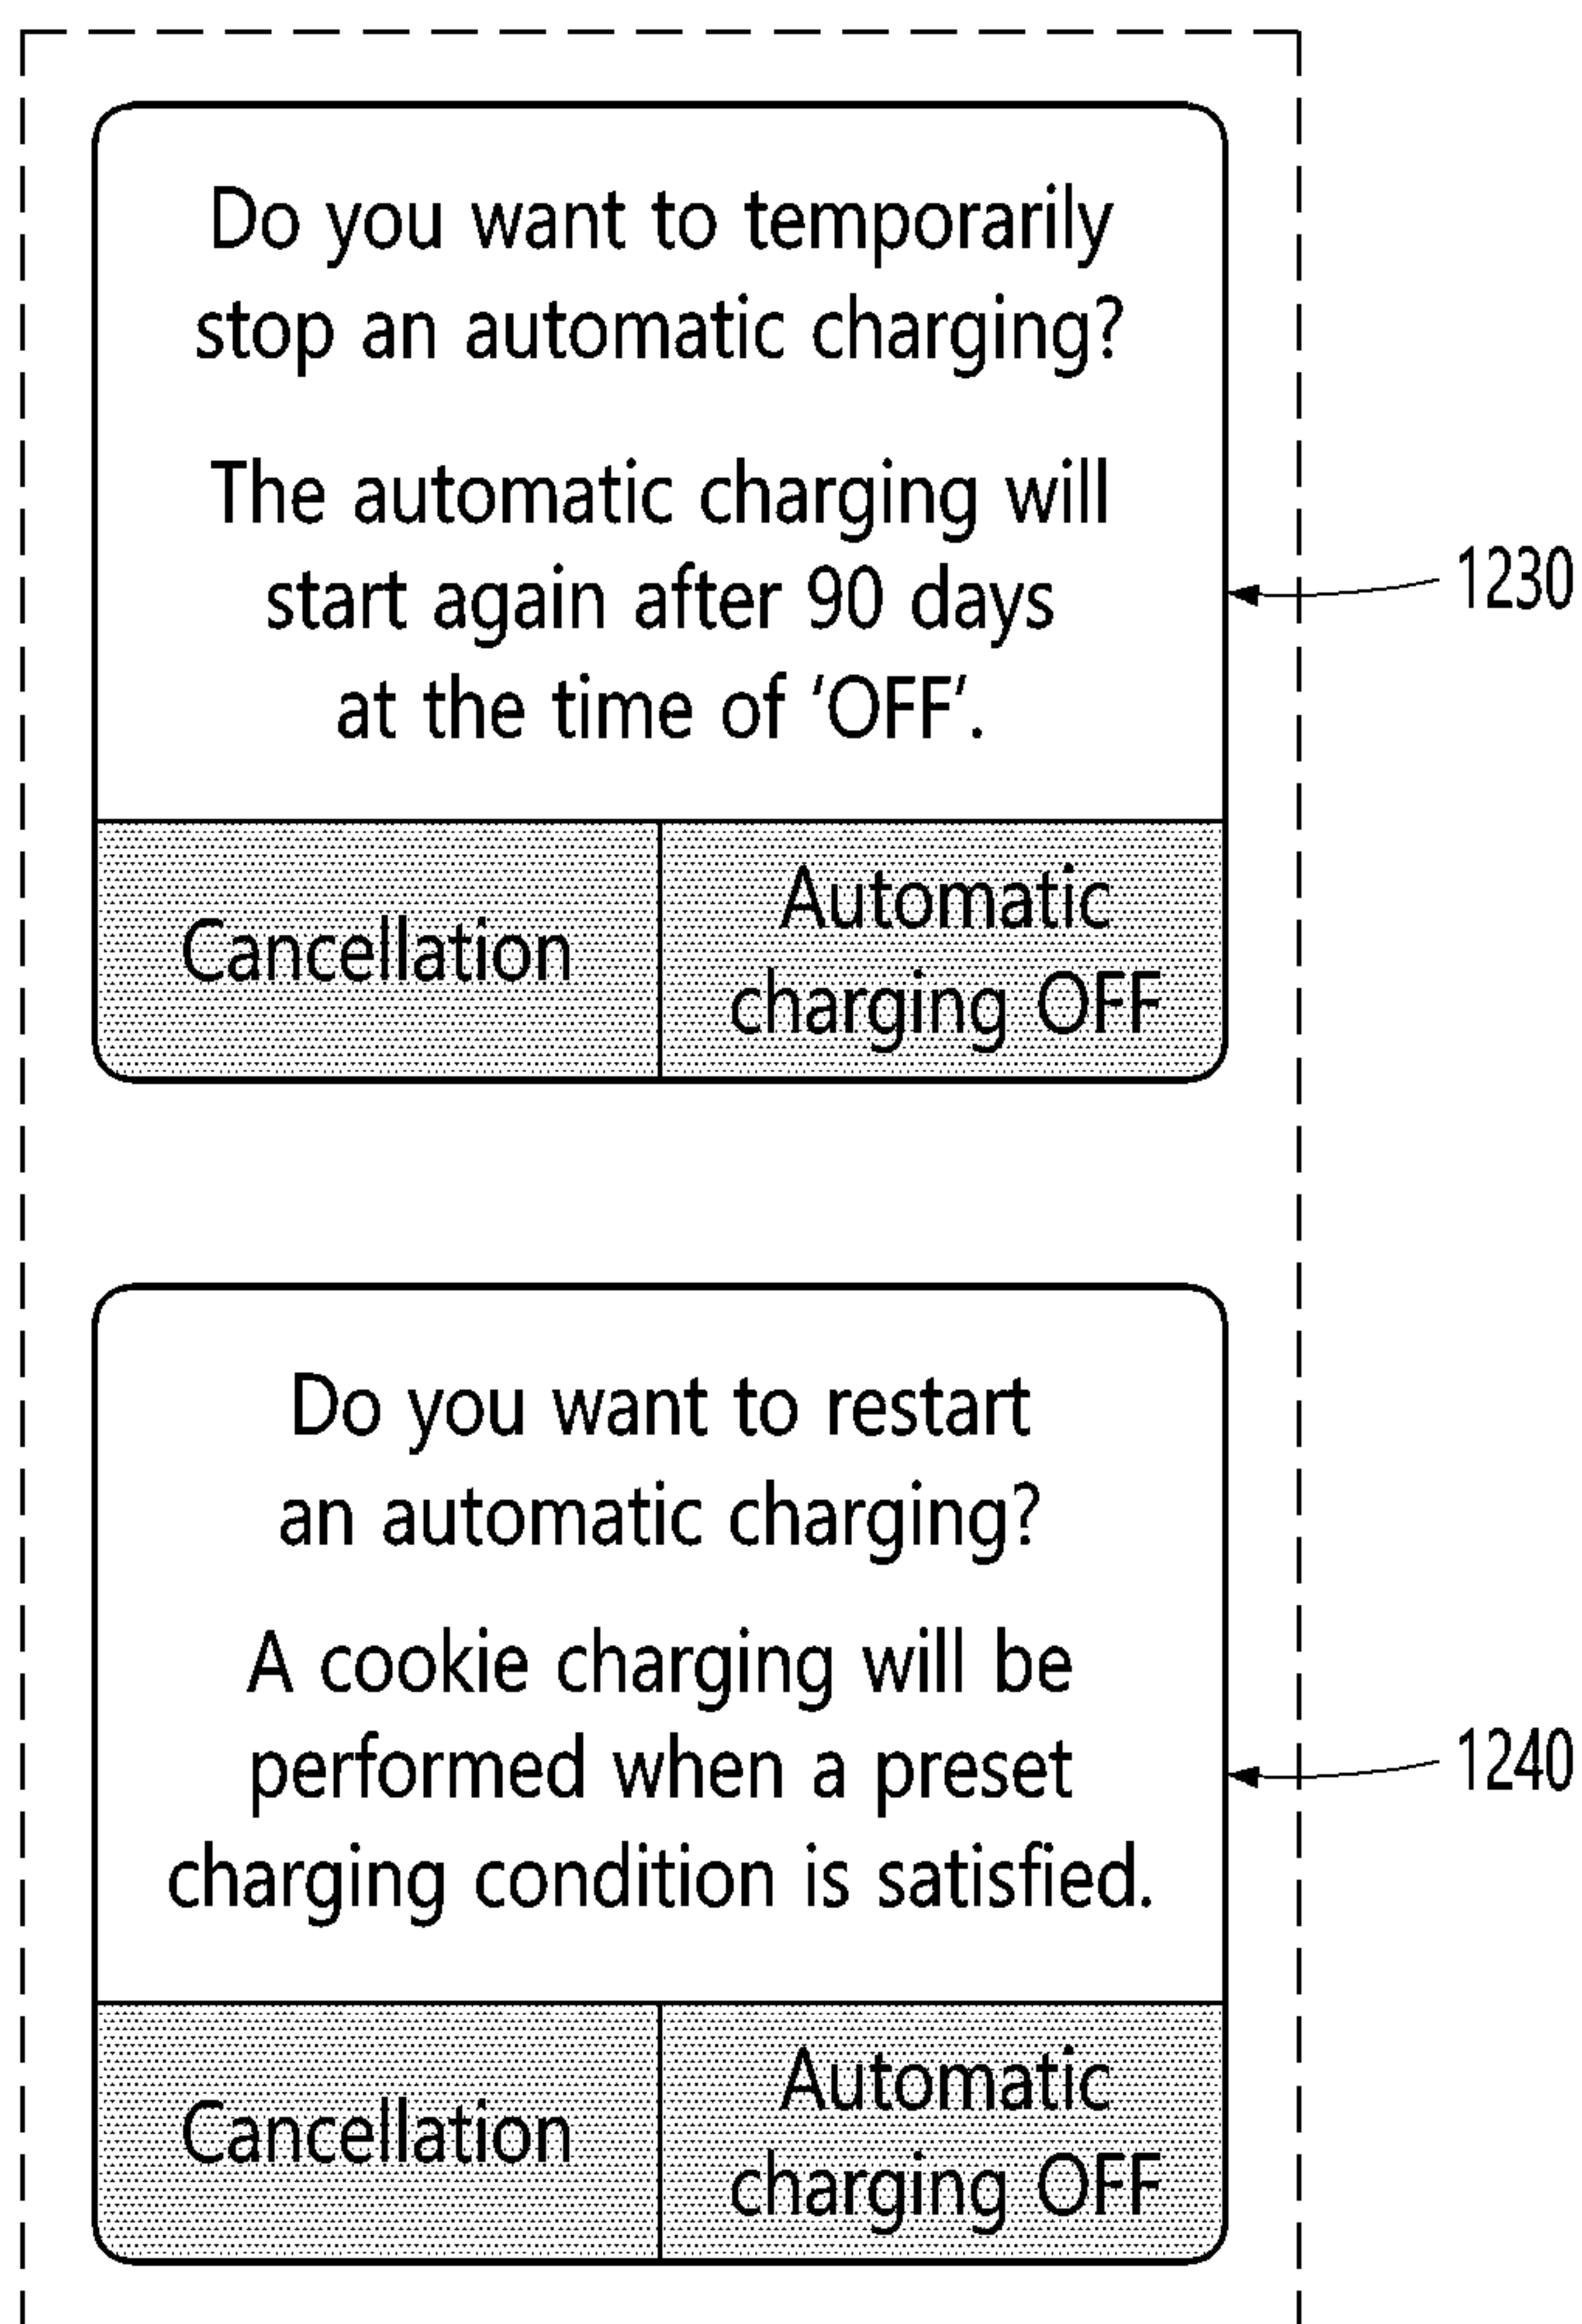 Do you want to temporarily
stop an automatic charging?
The automatic charging will
start again after 90 days
at the time of ‘OFF’.
1230
Cancellation
Automatic
charging OFF
Do you want to restart
an automatic charging?
A cookie charging will be
performed when a preset
charging condition is satisfied.
1240
Cancellation
Automatic
charging OFF